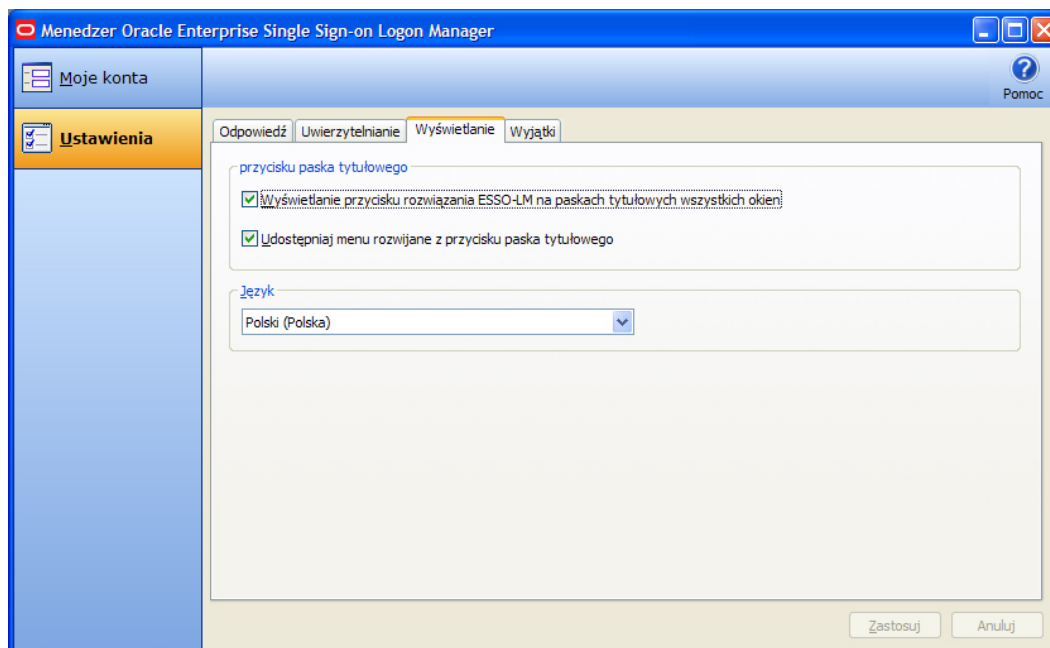 Menedzer Oracle Enterprise Single Sign-on Logon Manager
Moje konta
Pomoc
Ustawienia
Odpowiedź Uwierzytelnianie Wyświetlanie Wyjątki
przycisku paska tytułowego
Wyświetlanie przycisku rozwiązania ESSO-LM na paskach tytułowych wszystkich okien
Udostępniaj menu rozwijane z przycisku paska tytułowego
Język
Polski (Polska)
Zastosuj Anuluj